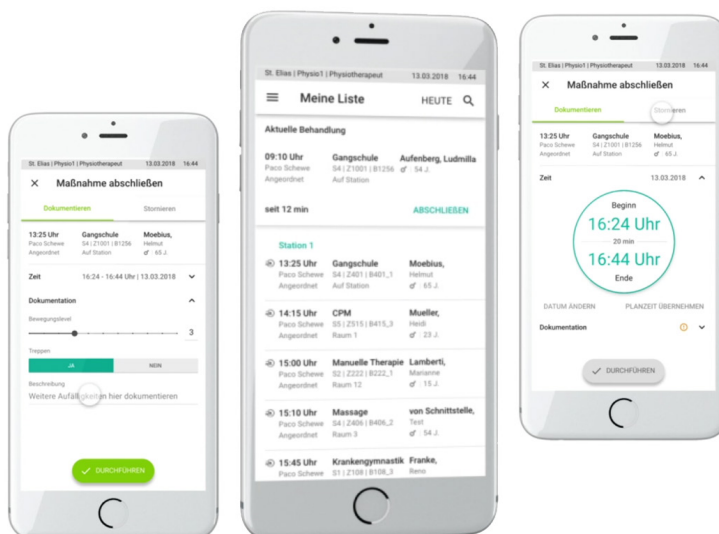 St. Elias | Physio1 | Physiotherapeut 13.03.2018 16:44
Maßnahme abschließen
Dokumentieren Stornieren
13:25 Uhr Gangschule Moebius,
Paco Schewe S4 | Z1001 | B1256 Helmut
Angeordnet Auf Station ♂ 65 J.
Zeit 16:24 - 16:44 Uhr | 13.03.2018
Dokumentation
Bewegungslevel
3
Treppen
JA NEIN
Beschreibung
Weitere Aufälligkeiten hier dokumentieren
DURCHFÜHREN
St. Elias | Physio1 | Physiotherapeut 13.03.2018 16:44
Meine Liste HEUTE
Aktuelle Behandlung
09:10 Uhr Gangschule Aufenberg, Ludmilla
Paco Schewe S4 | Z1001 | B1256 ♂ 54 J.
Angeordnet Auf Station
seit 12 min ABSCHLIEßEN
Station 1
13:25 Uhr Gangschule Moebius,
Paco Schewe S4 | Z401 | B401_1 Helmut
Angeordnet Auf Station ♂ 65 J.
14:15 Uhr CPM Mueller,
Paco Schewe S5 | Z515 | B415_3 Heidi
Angeordnet Raum 1 ♂ 23 J.
15:00 Uhr Manuelle Therapie Lamberti,
Paco Schewe S2 | Z222 | B222_1 Marianne
Angeordnet Raum 12 ♂ 15 J.
15:10 Uhr Massage von Schnittstelle,
Paco Schewe S4 | Z406 | B406_2 Test
Angeordnet Raum 3 ♂ 54 J.
15:45 Uhr Krankengymnastik Franke,
Paco Schewe S1 | Z108 | B108_3 Reno
St. Elias | Physio1 | Physiotherapeut 13.03.2018 16:44
Maßnahme abschließen
Dokumentieren Stornieren
13:25 Uhr Gangschule Moebius,
Paco Schewe S4 | Z1001 | B1256 Helmut
Angeordnet Auf Station ♂ 65 J.
Zeit 13.03.2018
Beginn
16:24 Uhr
20 min
16:44 Uhr
Ende
DATUM ÄNDERN PLANZEIT ÜBERNEHMEN
Dokumentation
DURCHFÜHREN